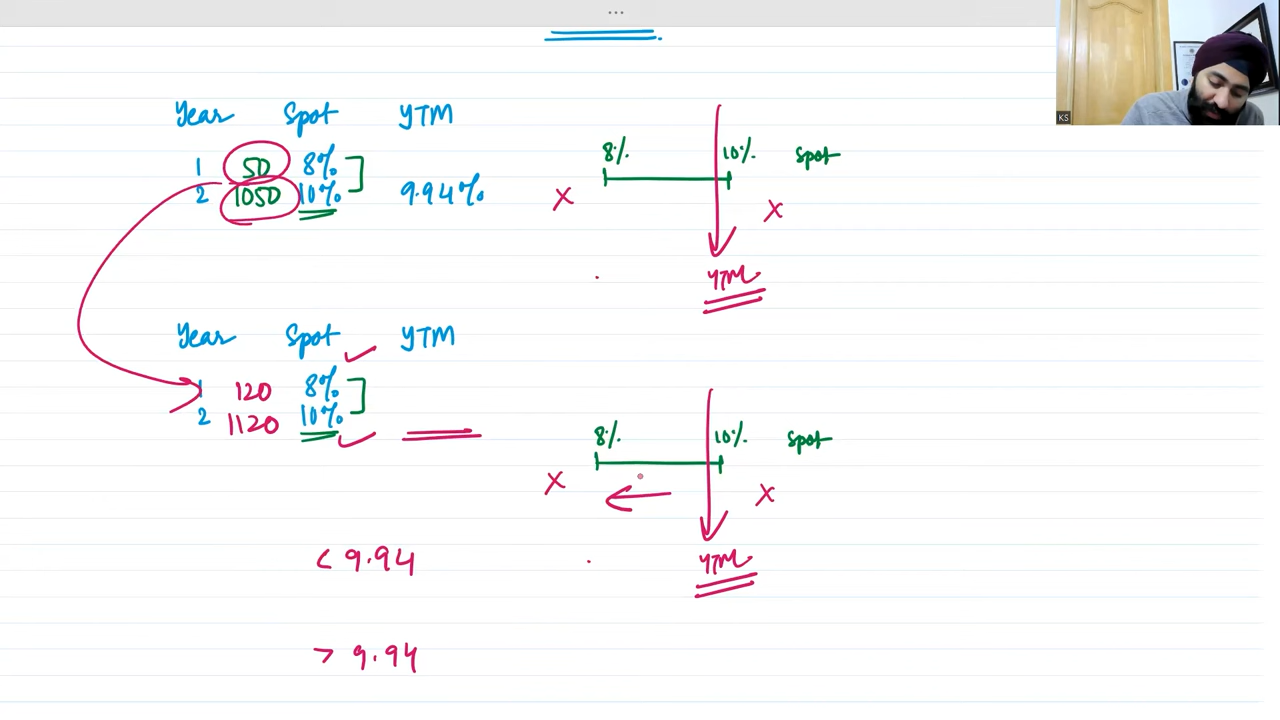 ...
Year Spot YTM
1 50 8%
2 1050 10% 9.94%
8% 10% Spot
X X
YTM
Year Spot YTM
1 120 8%
2 1120 10%
8% 10% Spot
X X
YTM
< 9.94
> 9.94
KS